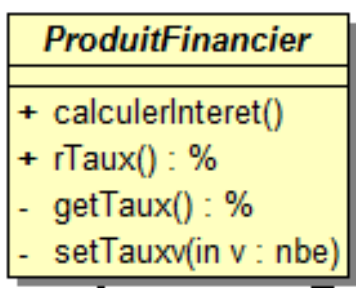 ProduitFinancier
+ calculerInteret()
+ rTaux() : %
- getTaux() : %
- setTauxv(in v : nbe)